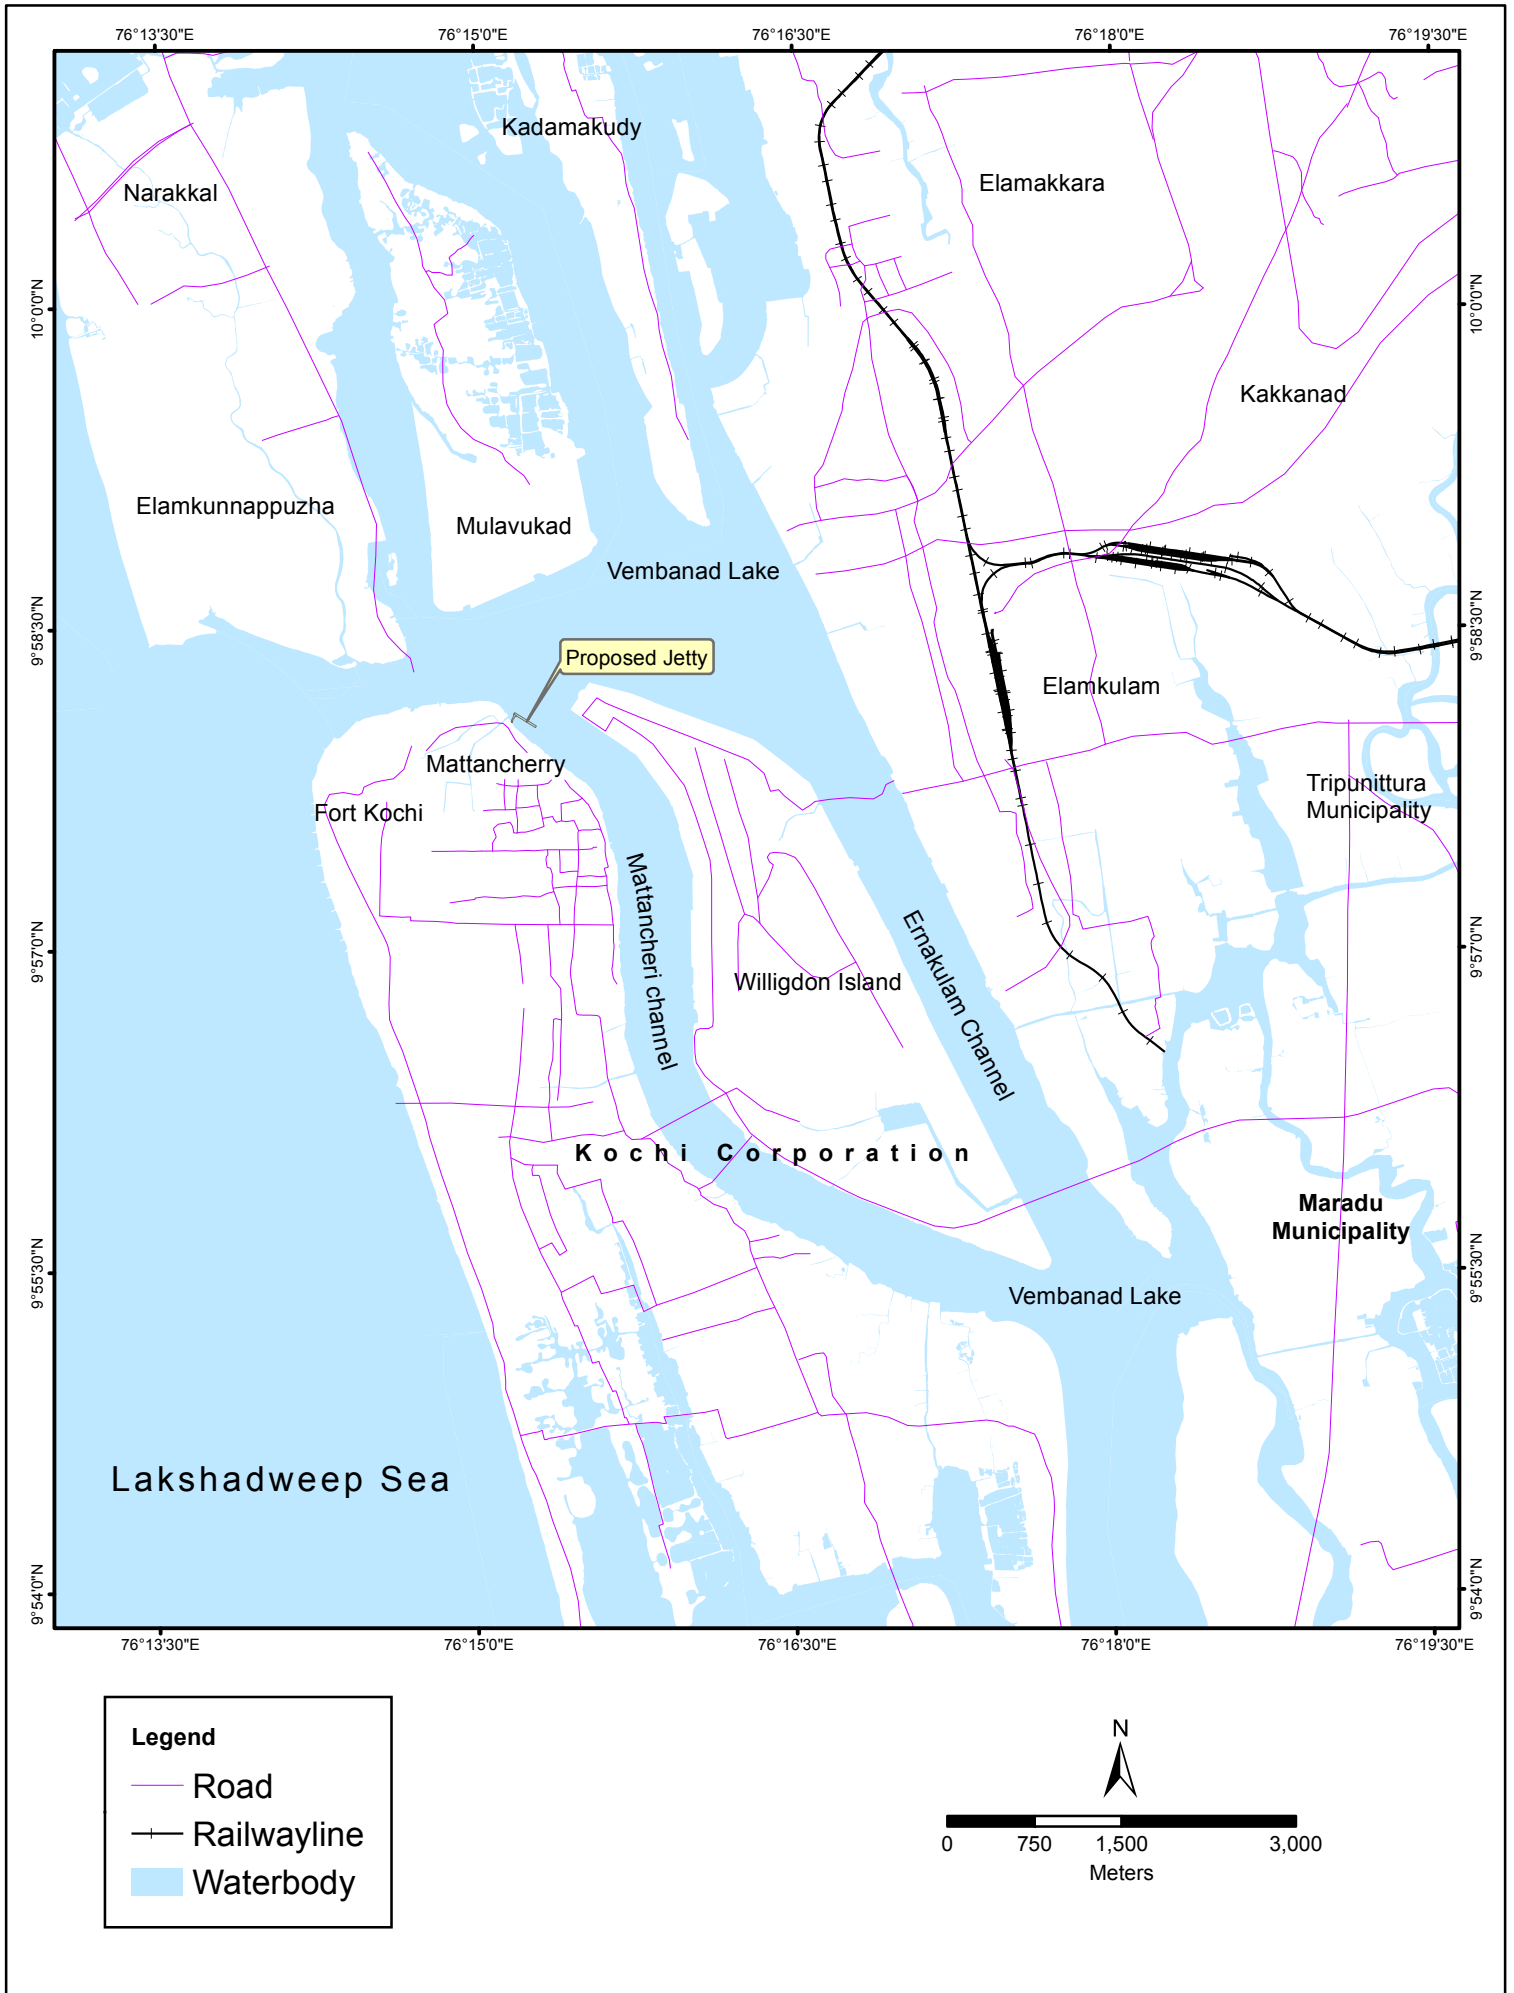 76°13'30"E
76°15'0"E
76°16'30"E
76°18'0"E
76°19'30"E
Kadamakudy
Narakkal
Elamakkara
10°0'0"N
10°0'0"N
Kakkanad
Elamkunnappuzha
Mulavukad
Vembanad Lake
9°58'30"N
9°58'30"N
Proposed Jetty
Elamkulam
Mattancherry
Fort Kochi
Tripunittura
Municipality
Mattancheri channel
Ernakulam Channel
9°57'0"N
9°57'0"N
Willigdon Island
Kochi Corporation
Maradu
Municipality
9°55'30"N
9°55'30"N
Vembanad Lake
Lakshadweep Sea
9°54'0"N
9°54'0"N
76°13'30"E
76°15'0"E
76°16'30"E
76°18'0"E
76°19'30"E
Legend
Road
Railwayline
Waterbody
N
0 750 1,500 3,000
Meters